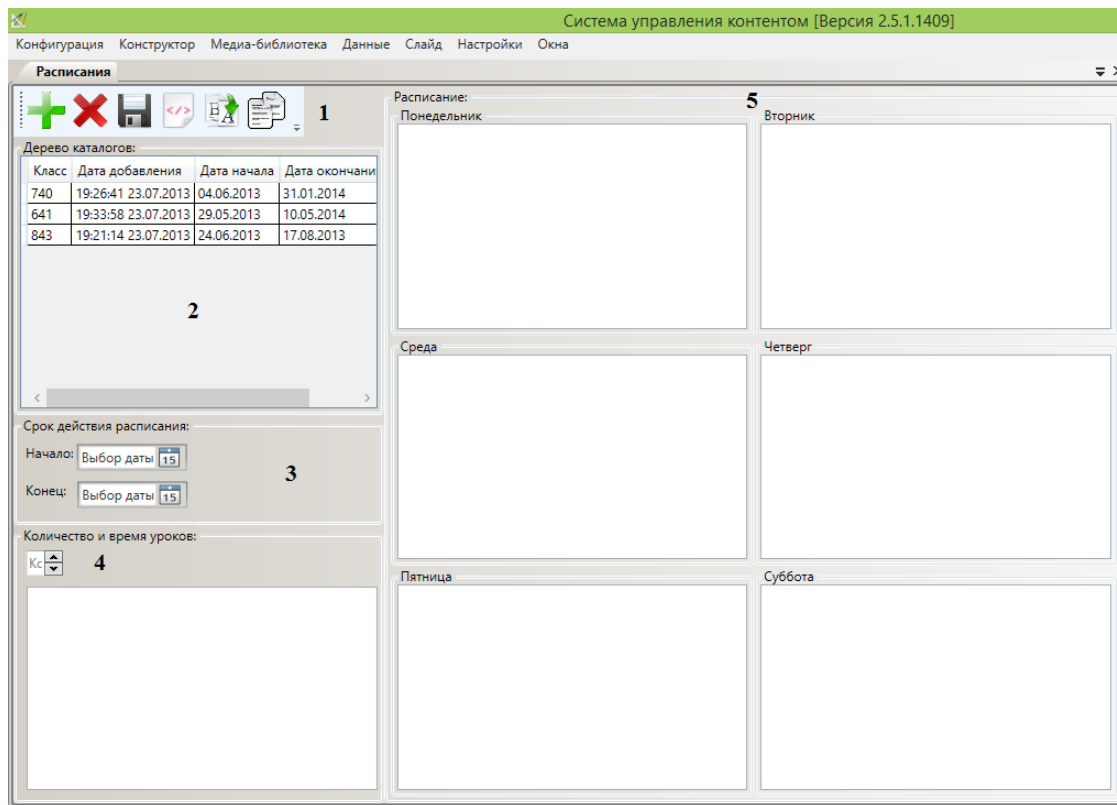 Система управления контентом [Версия 2.5.1.1409]
Конфигурация Конструктор Медиа-библиотека Данные Слайд Настройки Окна
Расписания
1
Дерево каталогов:
Класс Дата добавления Дата начала Дата окончани
740 19:26:41 23.07.2013 04.06.2013 31.01.2014
641 19:33:58 23.07.2013 29.05.2013 10.05.2014
843 19:21:14 23.07.2013 24.06.2013 17.08.2013
2
Срок действия расписания:
Начало: Выбор даты 15
3
Конец: Выбор даты 15
Количество и время уроков:
Кс 4
Расписание: 5
Понедельник Вторник
Среда Четверг
Пятница Суббота